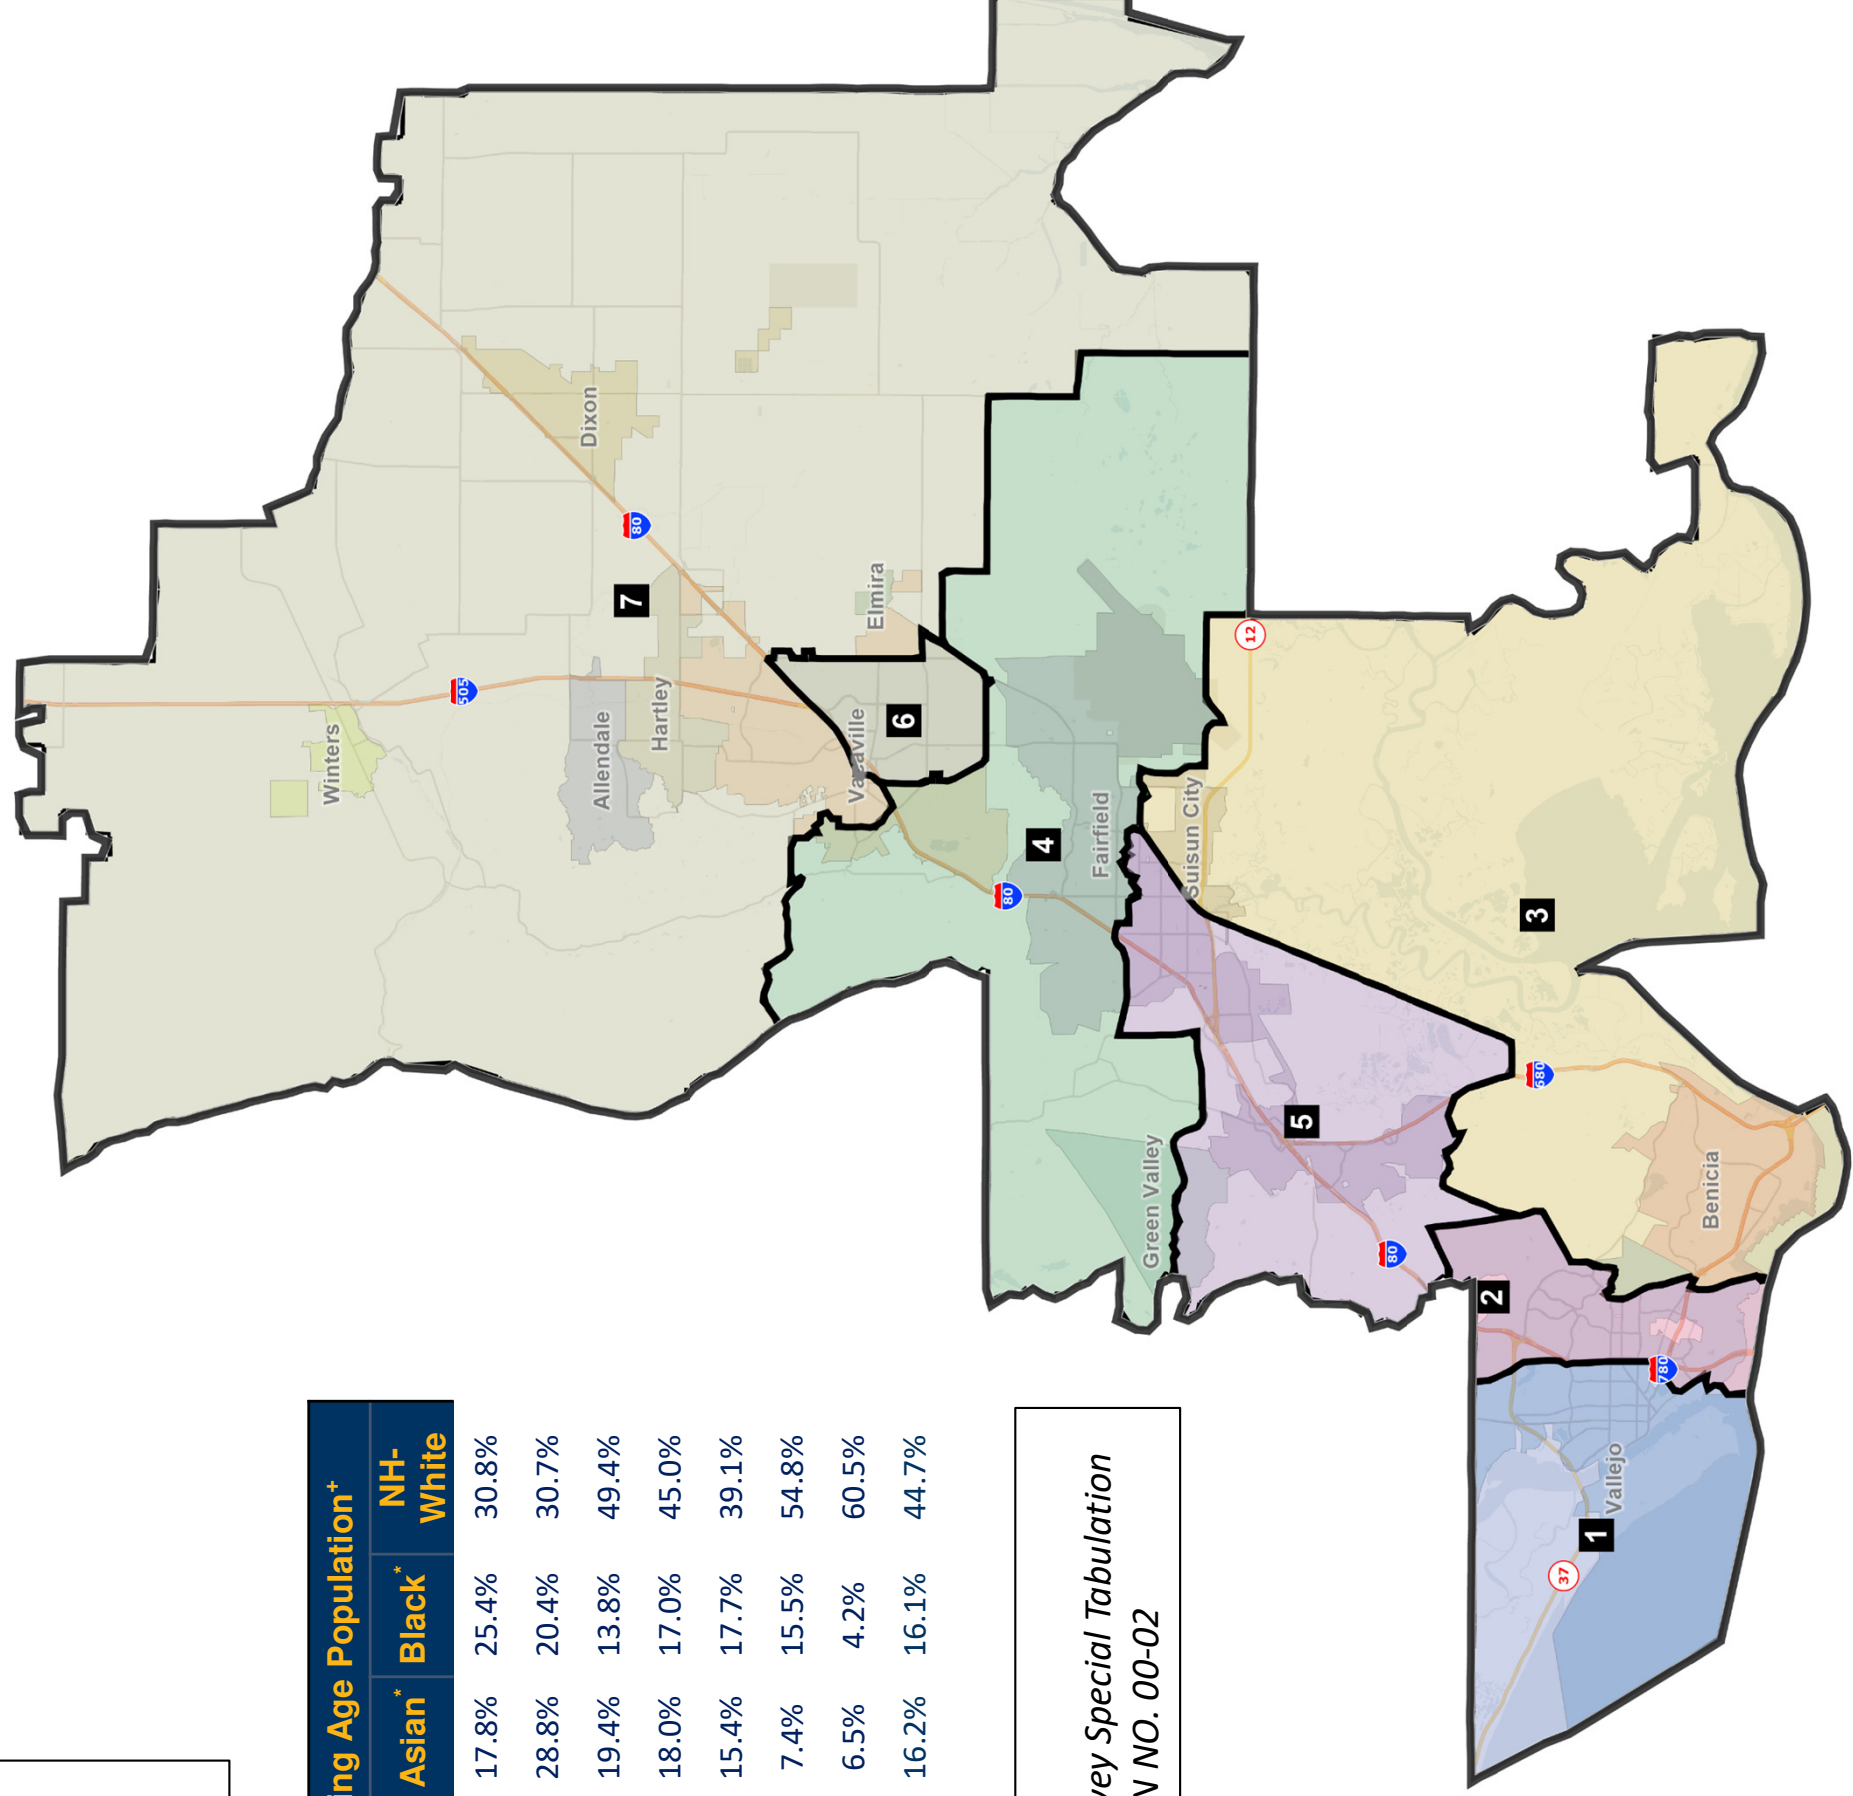 ing Age Population+
Asian* Black* NH-White
17.8% 25.4% 30.8%
28.8% 20.4% 30.7%
19.4% 13.8% 49.4%
18.0% 17.0% 45.0%
15.4% 17.7% 39.1%
7.4% 15.5% 54.8%
6.5% 4.2% 60.5%
16.2% 16.1% 44.7%
vey Special Tabulation
N NO. 00-02
37
1
Vallejo
780
2
Benicia
80
5
680
Green Valley
3
80
4
Fairfield
Suisun City
12
6
Vacaville
Elmira
7
Hartley
Allendale
505
Winters
80
Dixon